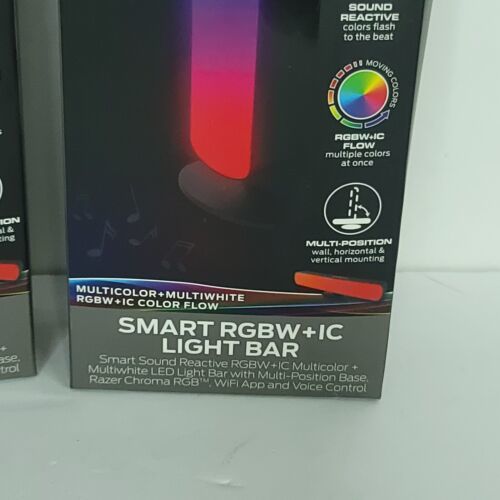 SOUND
REACTIVE
colors flash
to the beat
MOVING COLORS
RGBW+IC
FLOW
multiple colors
at once
MULTI-POSITION
wall, horizontal &
vertical mounting
MULTICOLOR+MULTIWHITE
RGBW+IC COLOR FLOW
SMART RGBW+IC
LIGHT BAR
Smart Sound Reactive RGBW+IC Multicolor +
Multiwhite LED Light Bar with Multi-Position Base,
Razer Chroma RGB™, WiFi App and Voice Control